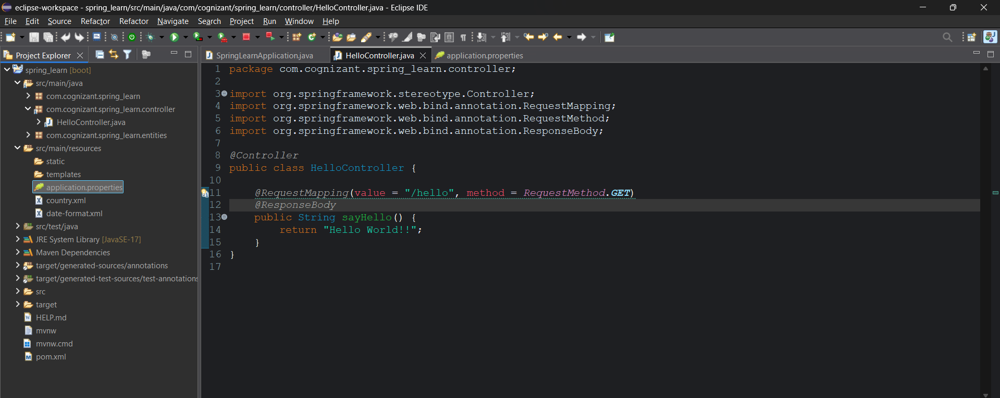 eclipse-workspace - spring_learn/src/main/java/com/cognizant/spring_learn/controller/HelloController.java - Eclipse IDE
File Edit Source Refactor Refactor Navigate Search Project Run Window Help
Project Explorer
spring_learn [boot]
src/main/java
com.cognizant.spring_learn
com.cognizant.spring_learn.controller
HelloController.java
com.cognizant.spring_learn.entities
src/main/resources
static
templates
application.properties
country.xml
date-format.xml
src/test/java
JRE System Library [JavaSE-17]
Maven Dependencies
target/generated-sources/annotations
target/generated-test-sources/test-annotations
src
target
HELP.md
mvnw
mvnw.cmd
pom.xml
SpringLearnApplication.java HelloController.java application.properties
1 package com.cognizant.spring_learn.controller;
2
3 import org.springframework.stereotype.Controller;
4 import org.springframework.web.bind.annotation.RequestMapping;
5 import org.springframework.web.bind.annotation.RequestMethod;
6 import org.springframework.web.bind.annotation.ResponseBody;
7
8 @Controller
9 public class HelloController {
10
11 @RequestMapping(value = "/hello", method = RequestMethod.GET)
12 @ResponseBody
13 public String sayHello() {
14 return "Hello World!!";
15 }
16 }
17